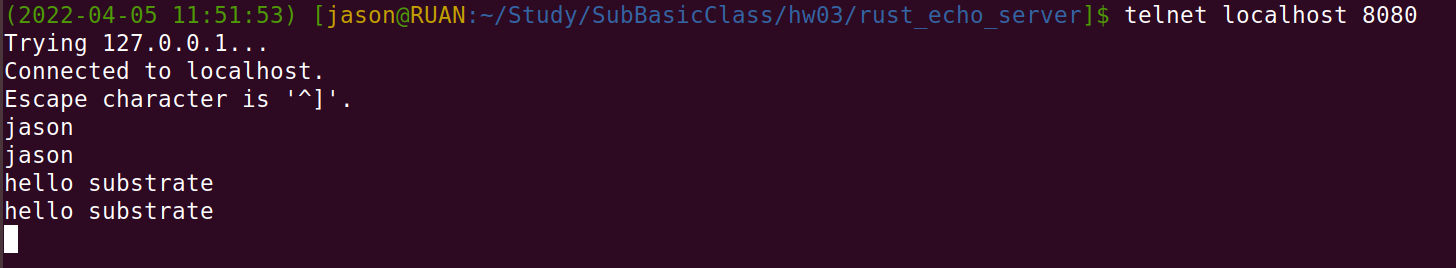 (2022-04-05 11:51:53) [jason@RUAN:~/Study/SubBasicClass/hw03/rust_echo_server]$ telnet localhost 8080
Trying 127.0.0.1...
Connected to localhost.
Escape character is '^]'.
jason
jason
hello substrate
hello substrate